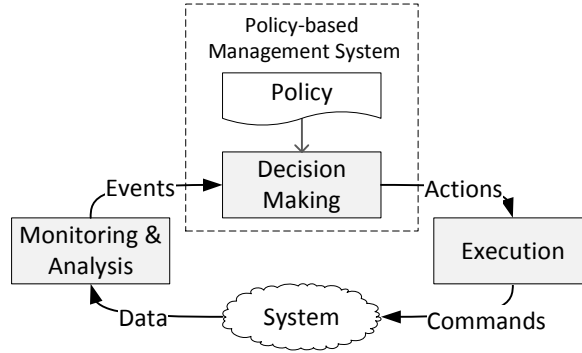 Policy-based
Management System
Policy
Decision
Making
Events
Actions
Monitoring &
Analysis
Execution
Data
System
Commands